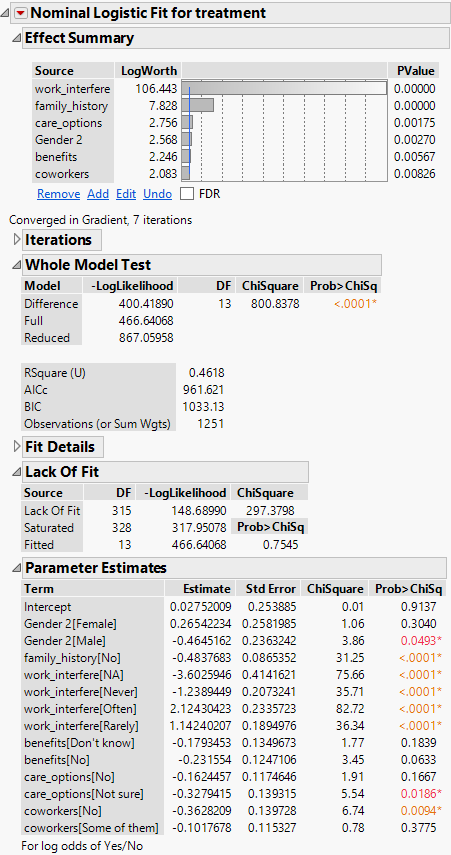 Nominal Logistic Fit for treatment
Effect Summary
Source LogWorth PValue
work_interfere 106.443 0.00000
family_history 7.828 0.00000
care_options 2.756 0.00175
Gender 2 2.568 0.00270
benefits 2.246 0.00567
coworkers 2.083 0.00826
Remove Add Edit Undo FDR
Converged in Gradient, 7 iterations
Iterations
Whole Model Test
Model -LogLikelihood DF ChiSquare Prob>ChiSq
Difference 400.41890 13 800.8378 <.0001*
Full 466.64068
Reduced 867.05958
RSquare (U) 0.4618
AICc 961.621
BIC 1033.13
Observations (or Sum Wgts) 1251
Fit Details
Lack Of Fit
Source DF -LogLikelihood ChiSquare
Lack Of Fit 315 148.68990 297.3798
Saturated 328 317.95078 Prob>ChiSq
Fitted 13 466.64068 0.7545
Parameter Estimates
Term Estimate Std Error ChiSquare Prob>ChiSq
Intercept 0.02752009 0.253885 0.01 0.9137
Gender 2[Female] 0.26542234 0.2581985 1.06 0.3040
Gender 2[Male] -0.4645162 0.2363242 3.86 0.0493*
family_history[No] -0.4837683 0.0865352 31.25 <.0001*
work_interfere[NA] -3.6025946 0.4141621 75.66 <.0001*
work_interfere[Never] -1.2389449 0.2073241 35.71 <.0001*
work_interfere[Often] 2.12430423 0.2335723 82.72 <.0001*
work_interfere[Rarely] 1.14240207 0.1894976 36.34 <.0001*
benefits[Don't know] -0.1793453 0.1349673 1.77 0.1839
benefits[No] -0.231554 0.1247106 3.45 0.0633
care_options[No] -0.1624457 0.1174646 1.91 0.1667
care_options[Not sure] -0.3279415 0.139315 5.54 0.0186*
coworkers[No] -0.3628209 0.139728 6.74 0.0094*
coworkers[Some of them] -0.1017678 0.115327 0.78 0.3775
For log odds of Yes/No